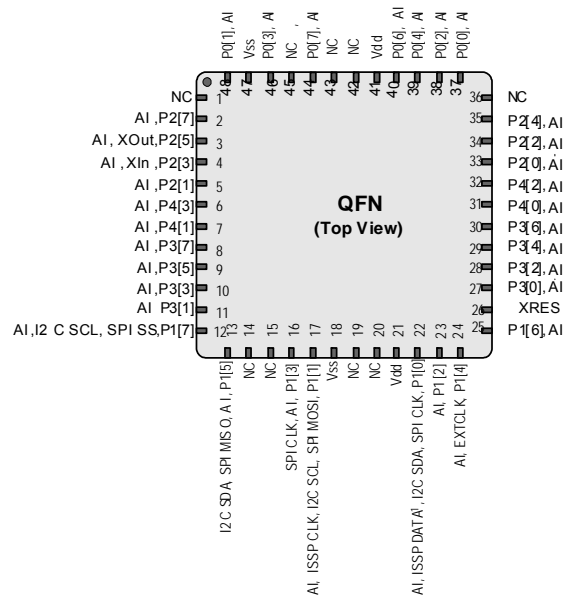 P0[1], AI
Vss
P0[3], AI
NC ,
P0[7], AI
NC
NC
Vdd
P0[6], AI
P0[4], AI
P0[2], AI
P0[0], AI
48
47
46
45
44
43
42
41
40
39
38
37
NC 1
AI ,P2[7] 2
AI , XOut,P2[5] 3
AI , XIn ,P2[3] 4
AI ,P2[1] 5
AI ,P4[3] 6
AI ,P4[1] 7
AI ,P3[7] 8
AI ,P3[5] 9
AI ,P3[3] 10
AI P3[1] 11
AI ,I2 C SCL, SPI SS,P1[7] 12
QFN
(Top View)
36 NC
35 P2[4], AI
34 P2[2], AI
33 P2[0], AI
32 P4[2], AI
31 P4[0], AI
30 P3[6], AI
29 P3[4], AI
28 P3[2], AI
27 P3[0], AI
26 XRES
25 P1[6], AI
13
14
15
16
17
18
19
20
21
22
23
24
I2 C SDA, SPI MISO, A I, P1[5]
NC
NC
SPI CLK, AI, P1[3]
AI, ISSP CLK, I2C SCL, SPI MOSI, P1[1]
Vss
NC
NC
Vdd
AI, ISSP DATA¹, I2C SDA, SPI CLK, P1[0]
AI, P1[2]
AI, EXTCLK, P1[4]